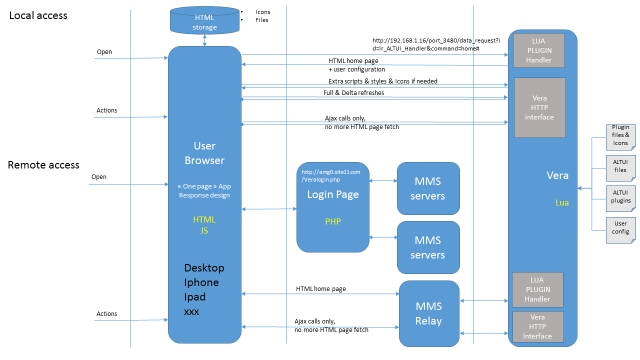 Local access
HTML
storage
• Icons
• Files
Open
http://192.168.1.16/port_3480/data_request?i
d=lr_ALTUI_Handler&command=home#
LUA
PLUGIN
Handler
HTML home page
+ user configuration
Extra scripts & styles & Icons if needed
Full & Delta refreshes
Vera
HTTP
interface
Actions
Ajax calls only,
no more HTML page fetch
Plugin
files &
Icons
User
Browser
« One page » App
Response design
HTML
JS
Desktop
Iphone
Ipad
xxx
Remote access
Open
/Veralogin.php
Login Page
PHP
MMS
servers
MMS
servers
Vera
Lua
ALTUI
files
ALTUI
plugins
User
config
HTML home page
MMS
Relay
LUA
PLUGIN
Handler
Actions
Ajax calls only,
no more HTML page fetch
Vera
HTTP
interface